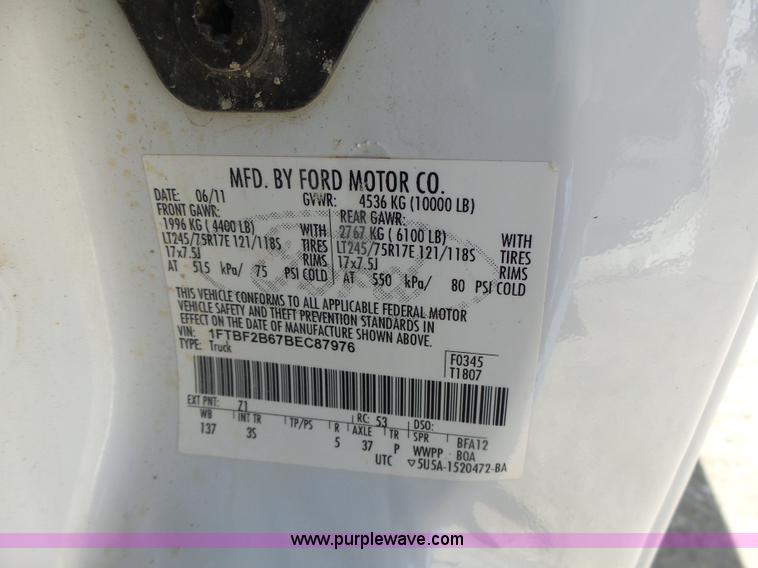 MFD. BY FORD MOTOR CO.
DATE: 06/11 GVWR: 4536 KG (10000 LB)
FRONT GAWR: REAR GAWR:
1996 KG ( 4400 LB) WITH 2767 KG ( 6100 LB) WITH
LT245/75R17E 121/118S TIRES LT245/75R17E 121/118S TIRES
17x7.5J RIMS 17x7.5J RIMS
AT 515 kPa/ 75 PSI COLD AT 550 kPa/ 80 PSI COLD
THIS VEHICLE CONFORMS TO ALL APPLICABLE FEDERAL MOTOR
VEHICLE SAFETY AND THEFT PREVENTION STANDARDS IN
EFFECT ON THE DATE OF MANUFACTURE SHOWN ABOVE.
VIN: 1FTBF2B67BEC87976
TYPE: Truck
F0345
T1807
EXT PNT: Z1 RC: 53 DSO:
WB INT TR TP/PS R AXLE TR SPR BFA12
137 3S 5 37 P WWPP BOA
UTC ▽5U5A-1520472-BA
www.purplewave.com